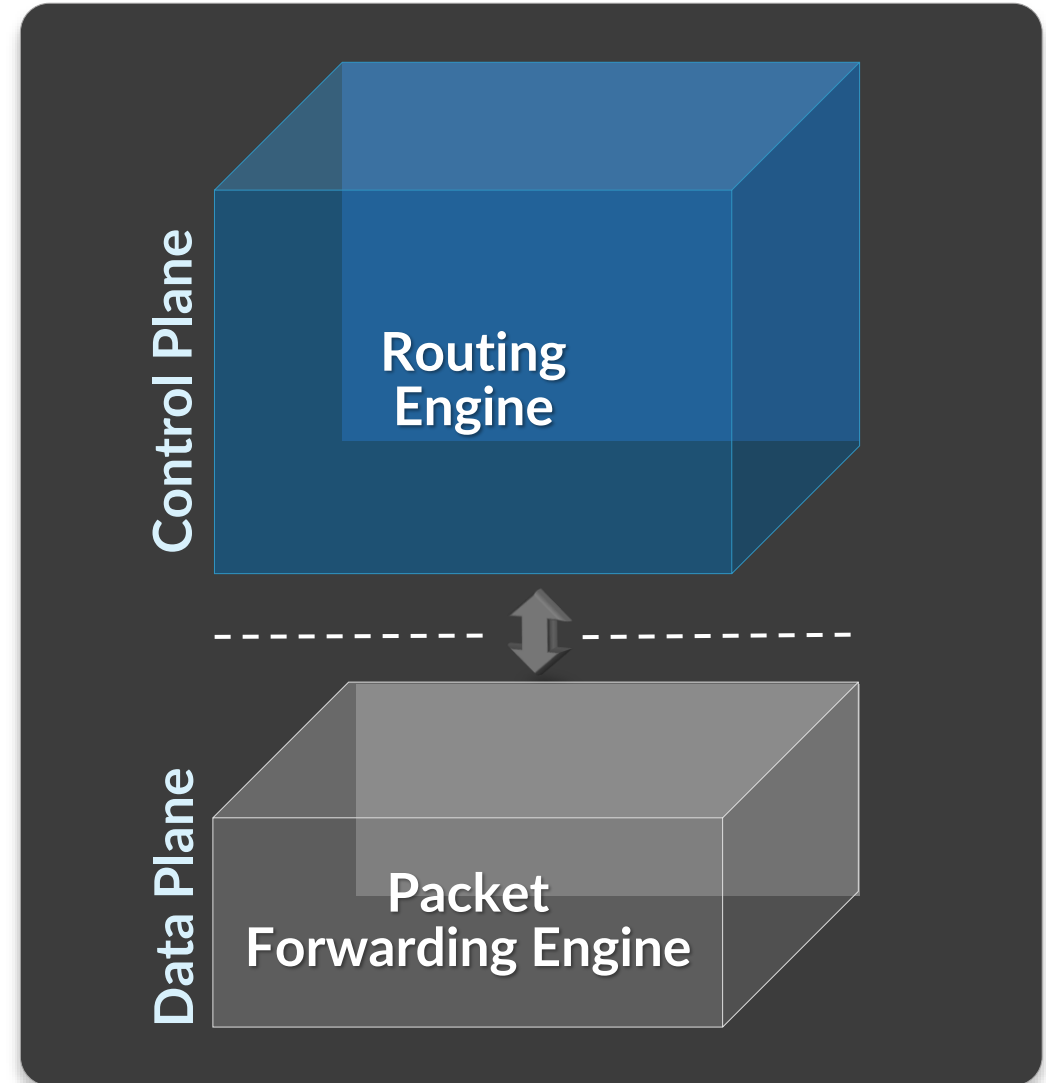 Control Plane
Routing
Engine
Data Plane
Packet
Forwarding Engine